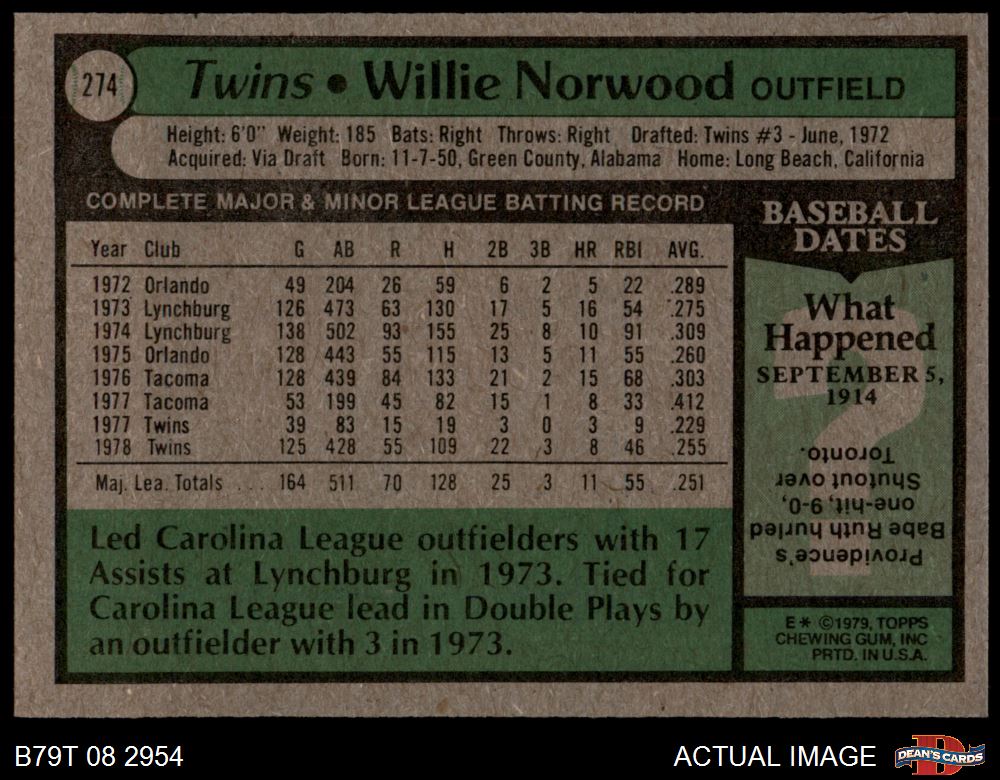 274
Twins • Willie Norwood OUTFIELD
Height: 6'0" Weight: 185 Bats: Right Throws: Right Drafted: Twins #3 - June, 1972
Acquired: Via Draft Born: 11-7-50, Green County, Alabama Home: Long Beach, California
COMPLETE MAJOR & MINOR LEAGUE BATTING RECORD
Year Club G AB R H 2B 3B HR RBI AVG.
1972 Orlando 49 204 26 59 6 2 5 22 .289
1973 Lynchburg 126 473 63 130 17 5 16 54 .275
1974 Lynchburg 138 502 93 155 25 8 10 91 .309
1975 Orlando 128 443 55 115 13 5 11 55 .260
1976 Tacoma 128 439 84 133 21 2 15 68 .303
1977 Tacoma 53 199 45 82 15 1 8 33 .412
1977 Twins 39 83 15 19 3 0 3 9 .229
1978 Twins 125 428 55 109 22 3 8 46 .255
Maj. Lea. Totals ... 164 511 70 128 25 3 11 55 .251
Led Carolina League outfielders with 17
Assists at Lynchburg in 1973. Tied for
Carolina League lead in Double Plays by
an outfielder with 3 in 1973.
BASEBALL
DATES
What
Happened
SEPTEMBER 5,
1914
Providence's
Babe Ruth hurled
one-hit, 9-0,
Shutout over
Toronto.
E* ©1979, TOPPS
CHEWING GUM, INC
PRTD. IN U.S.A.
B79T 08 2954
ACTUAL IMAGE
D
DEAN'S CARDS